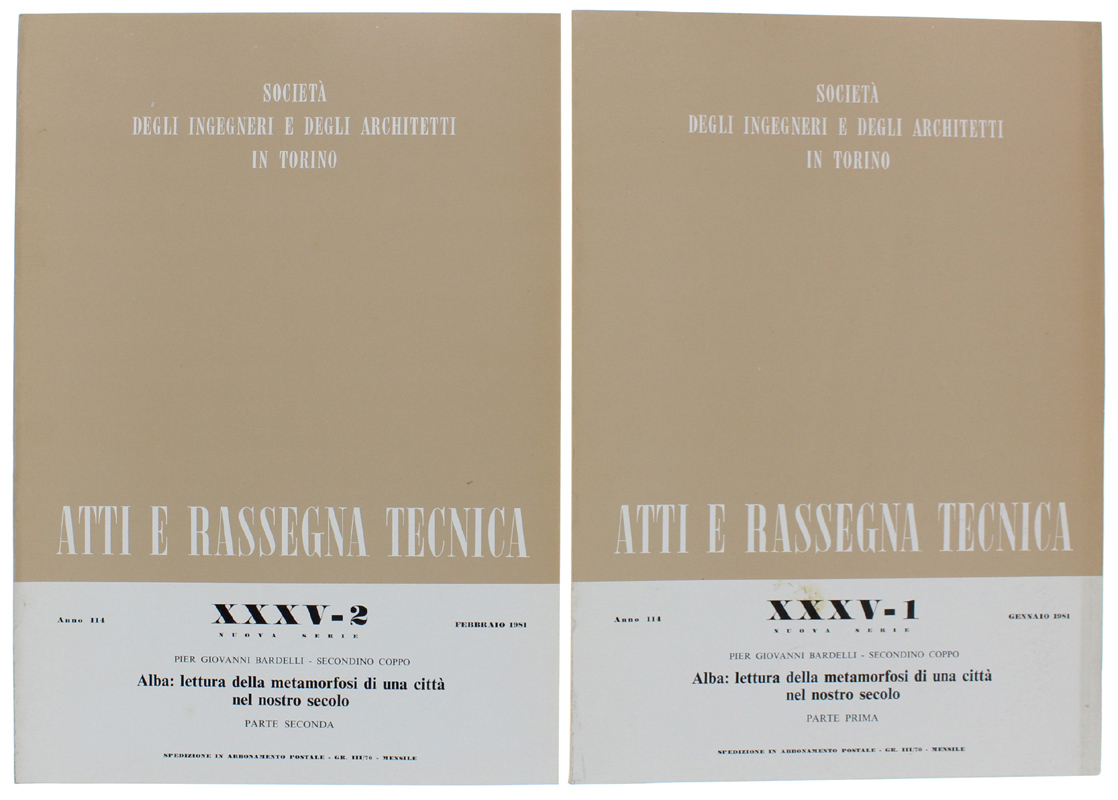 SOCIETÀ
DEGLI INGEGNERI E DEGLI ARCHITETTI
IN TORINO
ATTI E RASSEGNA TECNICA
Anno 114
XXXV-2
NUOVA SERIE
FEBBRAIO 1981
PIER GIOVANNI BARDELLI - SECONDINO COPPO
Alba: lettura della metamorfosi di una città
nel nostro secolo
PARTE SECONDA
SPEDIZIONE IN ABBONAMENTO POSTALE - GR. III/70 - MENSILE
SOCIETÀ
DEGLI INGEGNERI E DEGLI ARCHITETTI
IN TORINO
ATTI E RASSEGNA TECNICA
Anno 114
XXXV-1
NUOVA SERIE
GENNAIO 1981
PIER GIOVANNI BARDELLI - SECONDINO COPPO
Alba: lettura della metamorfosi di una città
nel nostro secolo
PARTE PRIMA
SPEDIZIONE IN ABBONAMENTO POSTALE - GR. III/70 - MENSILE